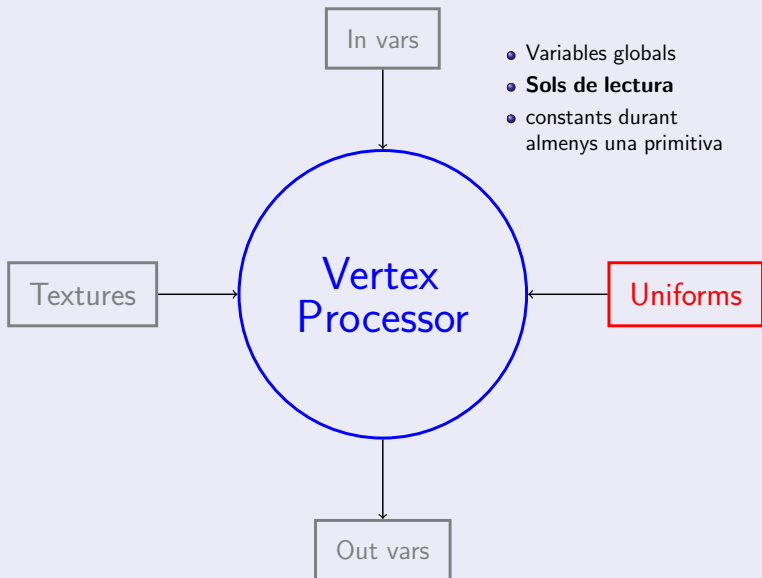 In vars
Variables globals
Sols de lectura
constants durant
almenys una primitiva
Textures
Vertex
Processor
Uniforms
Out vars